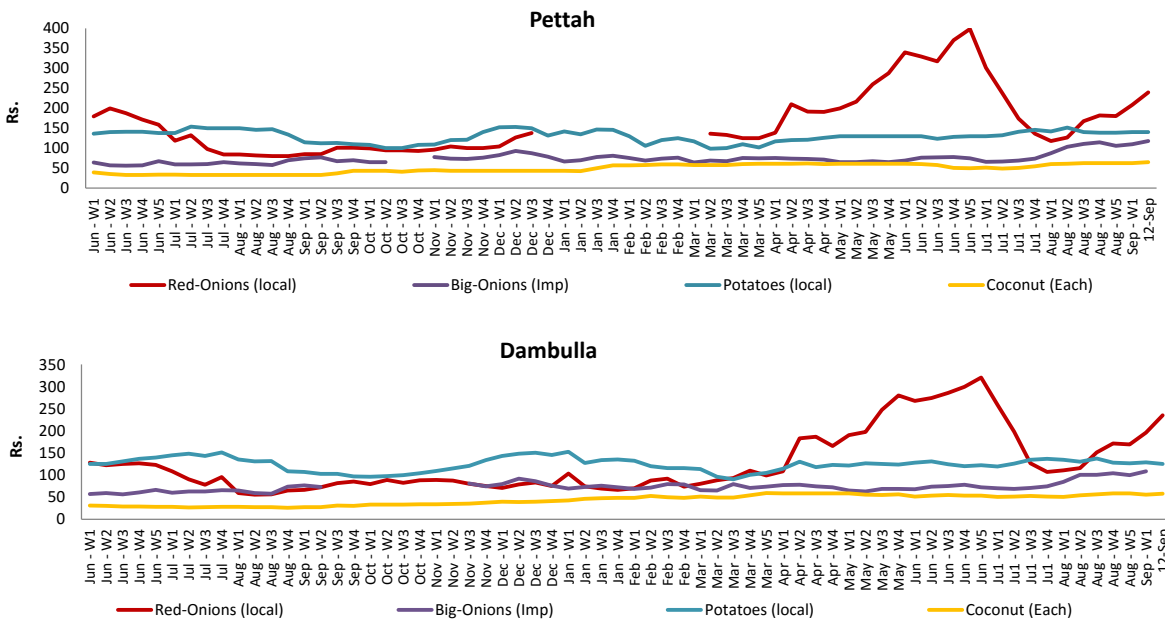 Pettah
400
350
300
250
200
150
100
50
0
Rs.
Jun - W1
Jun - W2
Jun - W3
Jun - W4
Jun - W5
Jul - W1
Jul - W2
Jul - W3
Jul - W4
Aug - W1
Aug - W2
Aug - W3
Aug - W4
Sep - W1
Sep - W2
Sep - W3
Sep - W4
Oct - W1
Oct - W2
Oct - W3
Oct - W4
Nov - W1
Nov - W2
Nov - W3
Nov - W4
Dec - W1
Dec - W2
Dec - W3
Dec - W4
Jan - W1
Jan - W2
Jan - W3
Jan - W4
Feb - W1
Feb - W2
Feb - W3
Feb - W4
Mar - W1
Mar - W2
Mar - W3
Mar - W4
Mar - W5
Apr - W1
Apr - W2
Apr - W3
Apr - W4
May - W1
May - W2
May - W3
May - W4
Jun - W1
Jun - W2
Jun - W3
Jun - W4
Jun - W5
Ju1 - W1
Ju1 - W2
Ju1 - W3
Ju1 - W4
Aug - W1
Aug - W2
Aug - W3
Aug - W4
Aug - W5
Sep - W1
12-Sep
Red-Onions (local) Big-Onions (Imp) Potatoes (local) Coconut (Each)
Dambulla
350
300
250
200
150
100
50
0
Rs.
Jun - W1
Jun - W2
Jun - W3
Jun - W4
Jun - W5
Jul - W1
Jul - W2
Jul - W3
Jul - W4
Aug - W1
Aug - W2
Aug - W3
Aug - W4
Sep - W1
Sep - W2
Sep - W3
Sep - W4
Oct - W1
Oct - W2
Oct - W3
Oct - W4
Nov - W1
Nov - W2
Nov - W3
Nov - W4
Dec - W1
Dec - W2
Dec - W3
Dec - W4
Jan - W1
Jan - W2
Jan - W3
Jan - W4
Feb - W1
Feb - W2
Feb - W3
Feb - W4
Mar - W1
Mar - W2
Mar - W3
Mar - W4
Mar - W5
Apr - W1
Apr - W2
Apr - W3
Apr - W4
May - W1
May - W2
May - W3
May - W4
Jun - W1
Jun - W2
Jun - W3
Jun - W4
Jun - W5
Ju1 - W1
Ju1 - W2
Ju1 - W3
Ju1 - W4
Aug - W1
Aug - W2
Aug - W3
Aug - W4
Aug - W5
Sep - W1
12-Sep
Red-Onions (local) Big-Onions (Imp) Potatoes (local) Coconut (Each)